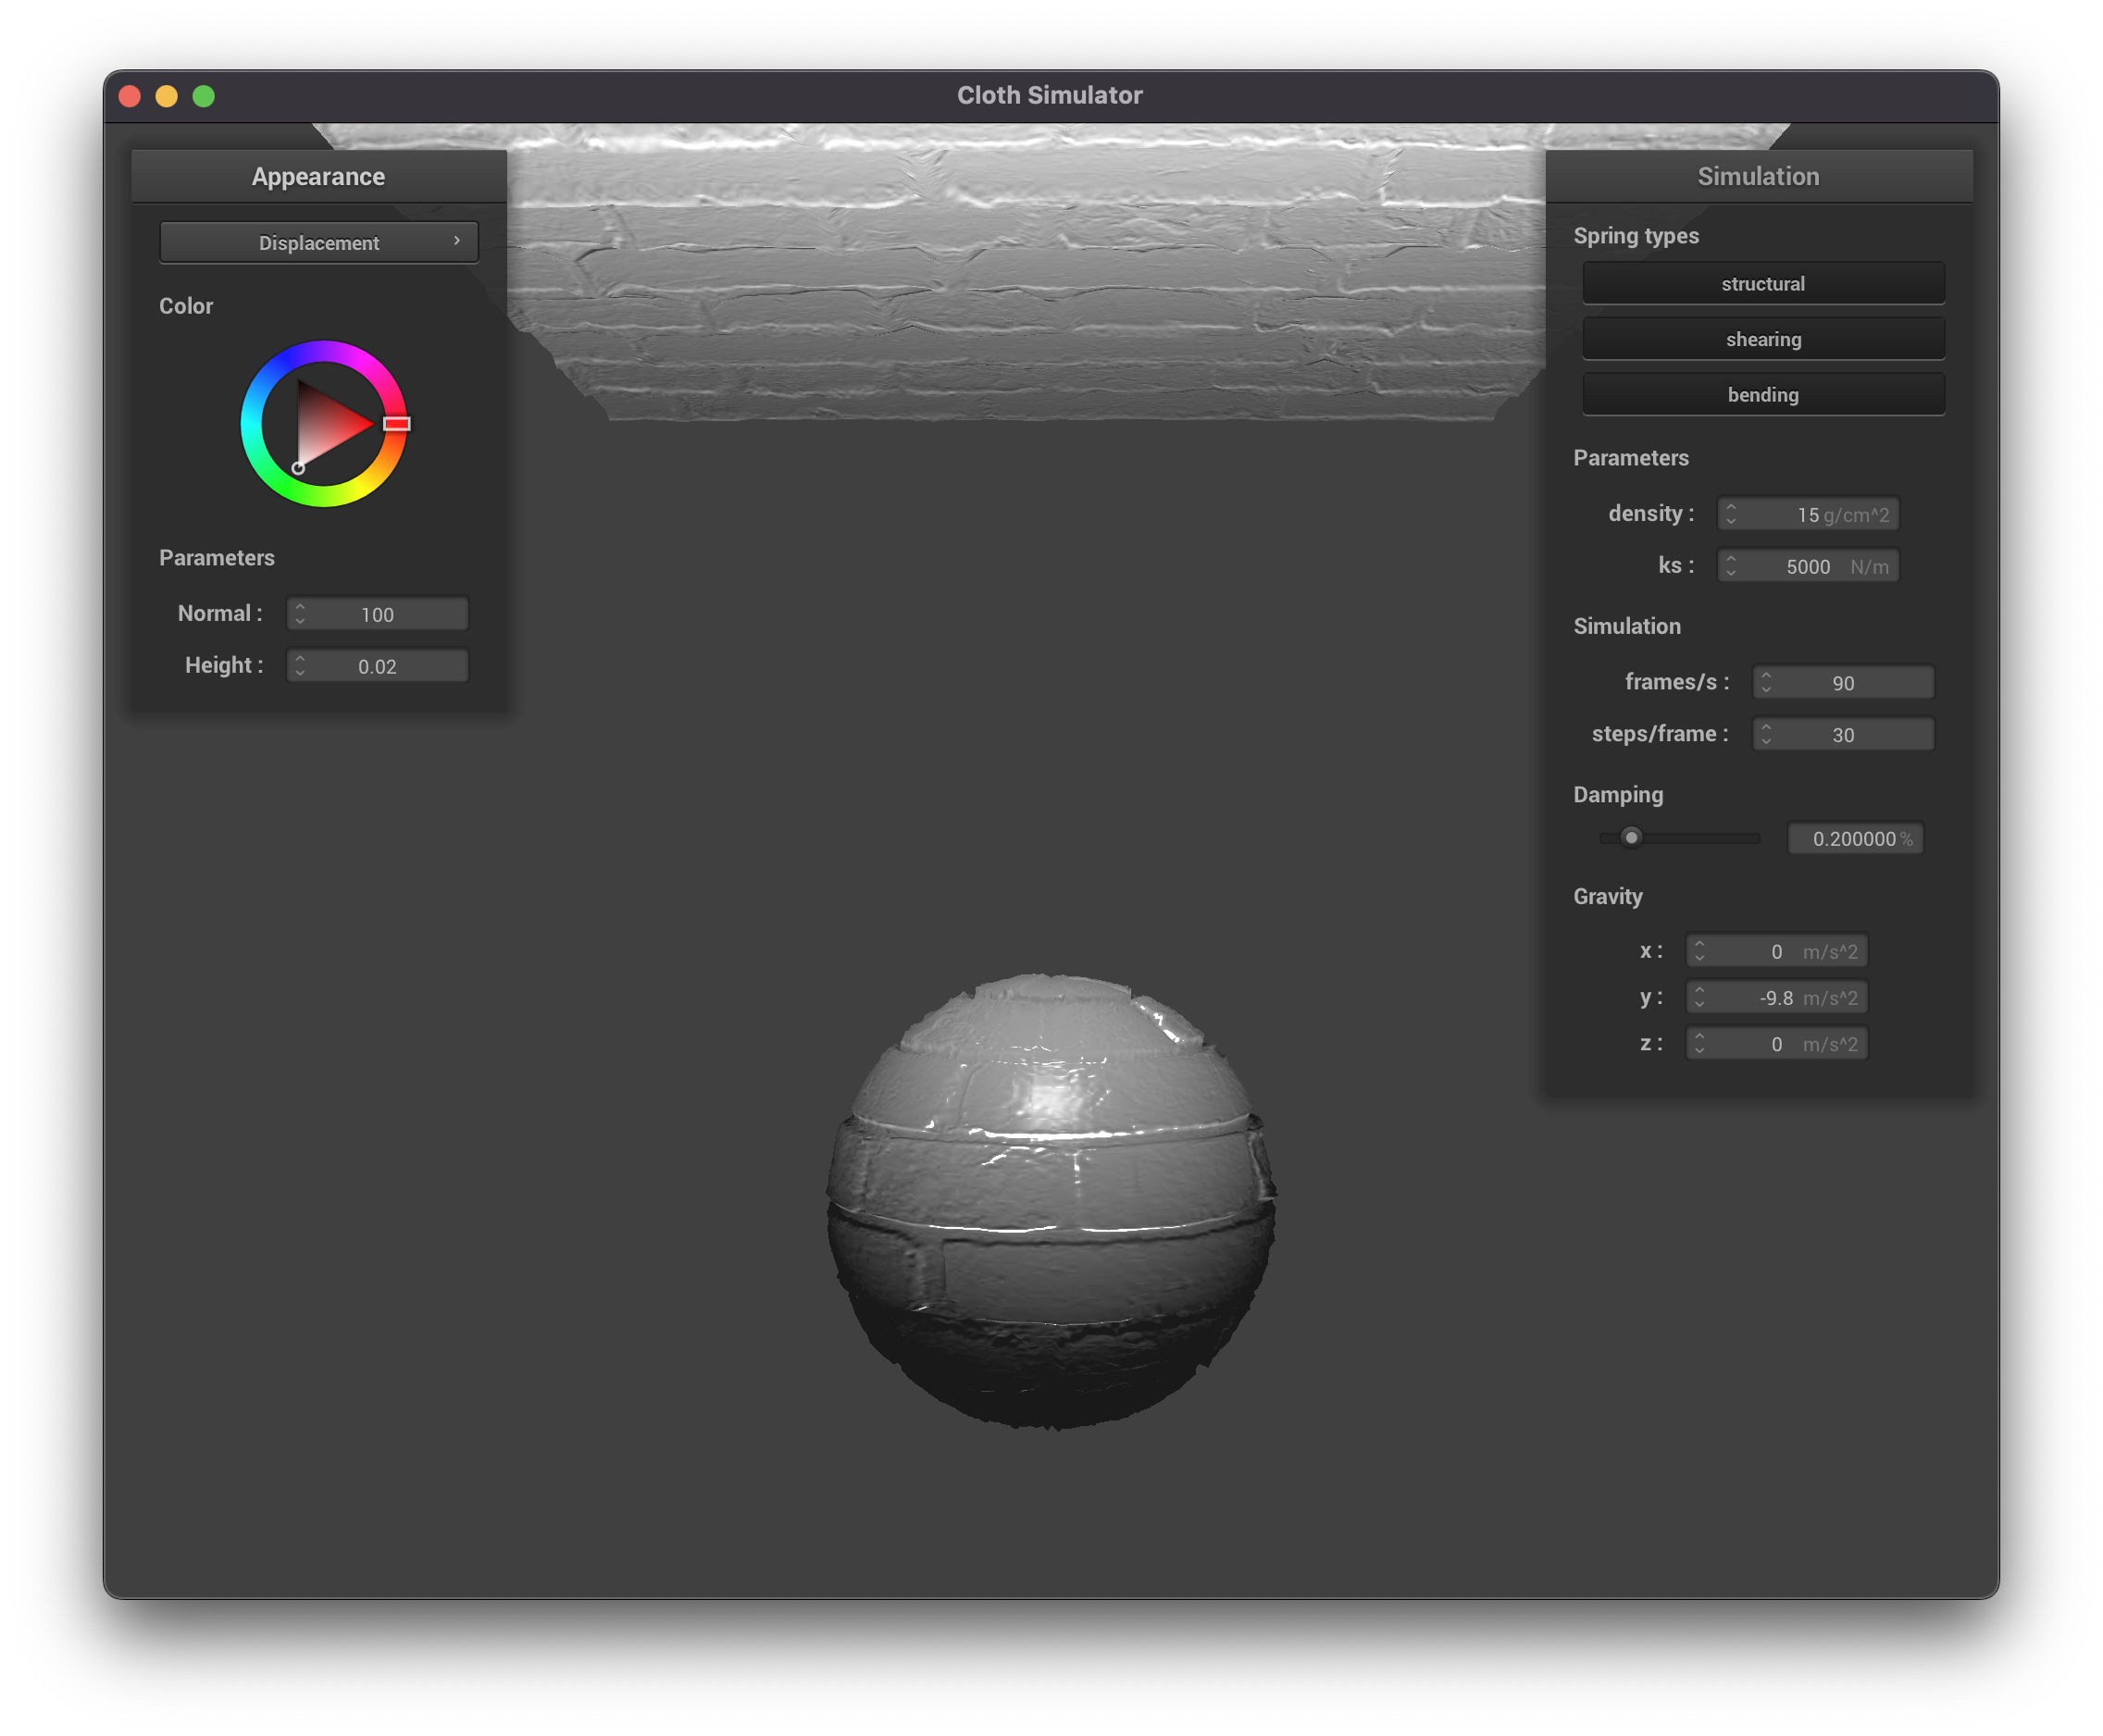 Cloth Simulator
Appearance
Displacement
Color
Parameters
Normal : 100
Height : 0.02
Simulation
Spring types
structural
shearing
bending
Parameters
density : 15 g/cm^2
ks : 5000 N/m
Simulation
frames/s : 90
steps/frame : 30
Damping
0.200000 %
Gravity
x : 0 m/s^2
y : -9.8 m/s^2
z : 0 m/s^2